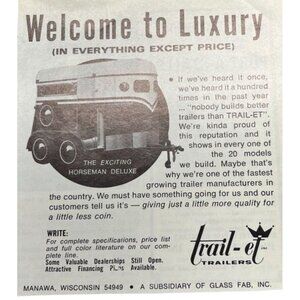 Welcome to Luxury
(IN EVERYTHING EXCEPT PRICE)
• If we've heard it once,
we've heard it a hundred
times in the past year
... "nobody builds better
trailers than TRAIL-ET".
We're kinda proud of
this reputation and it
shows in every one of
the 20 models
we build. Maybe that's
why we're one of the fastest
growing trailer manufacturers in
the country. We must have something going for us and our
customers tell us it's — giving just a little more quality for
a little less coin.
THE EXCITING
HORSEMAN DELUXE
WRITE:
For complete specifications, price list
and full color literature on our com-
plete line.
Some Valuable Dealerships Still Open.
Attractive Financing Plans Available.
trail-et
TRAILERS
INC.
MANAWA, WISCONSIN 54949 • A SUBSIDIARY OF GLASS FAB, INC.